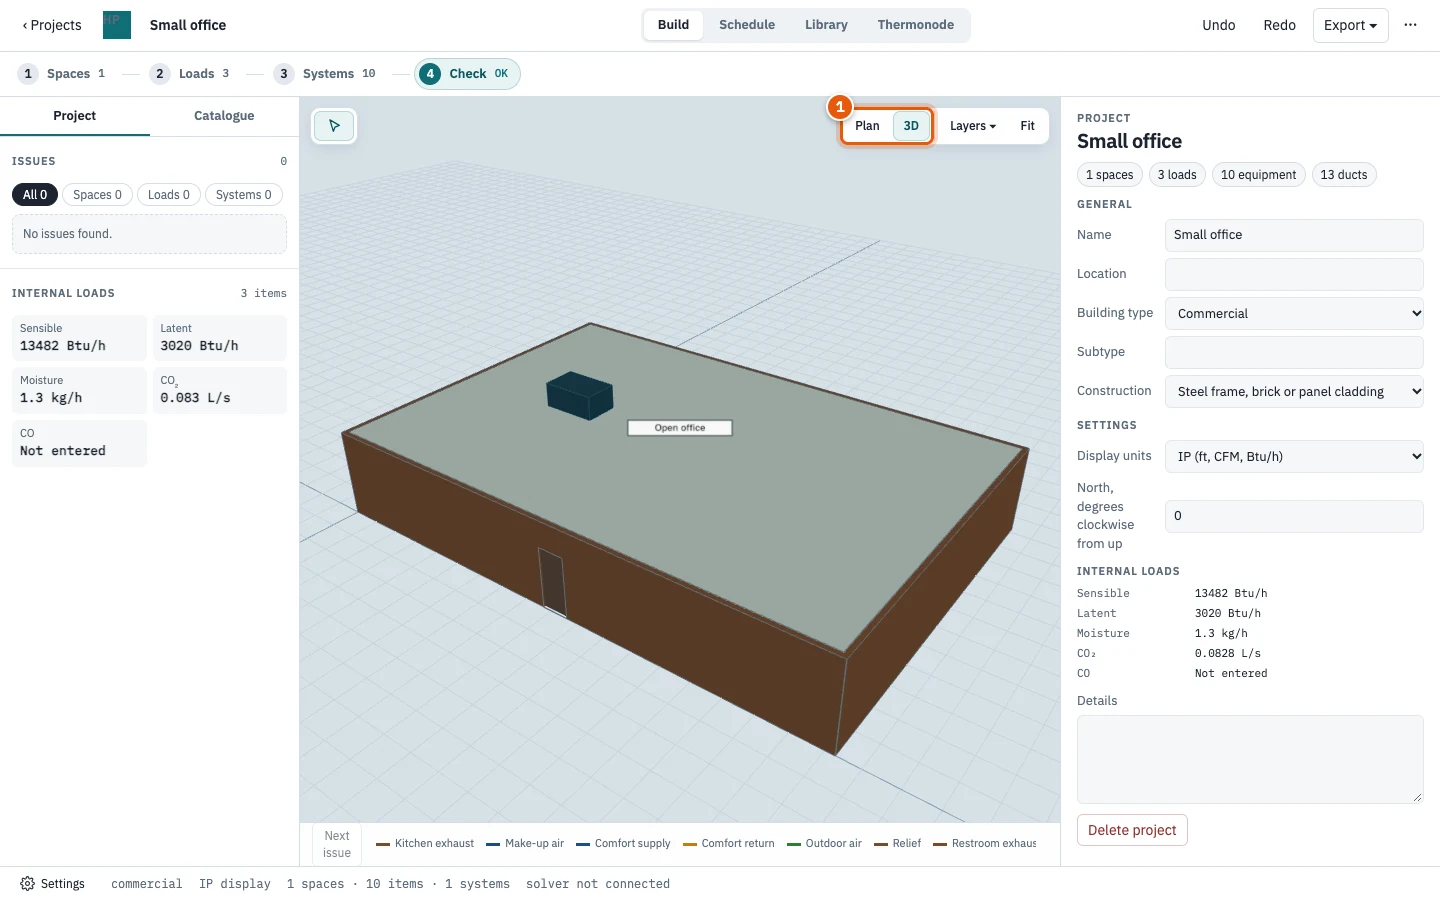 ‹ Projects
HP
Small office
Build
Schedule
Library
Thermonode
Undo
Redo
Export
1 Spaces 1
2 Loads 3
3 Systems 10
4 Check OK
Project
Catalogue
ISSUES 0
All 0
Spaces 0
Loads 0
Systems 0
No issues found.
INTERNAL LOADS 3 items
Sensible
13482 Btu/h
Latent
3020 Btu/h
Moisture
1.3 kg/h
CO₂
0.083 L/s
CO
Not entered
1
Plan
3D
Layers
Fit
Open office
Next issue
Kitchen exhaust
Make-up air
Comfort supply
Comfort return
Outdoor air
Relief
Restroom exhaus
PROJECT
Small office
1 spaces
3 loads
10 equipment
13 ducts
GENERAL
Name Small office
Location
Building type Commercial
Subtype
Construction Steel frame, brick or panel cladding
SETTINGS
Display units IP (ft, CFM, Btu/h)
North,
degrees
clockwise
from up
0
INTERNAL LOADS
Sensible 13482 Btu/h
Latent 3020 Btu/h
Moisture 1.3 kg/h
CO₂ 0.0828 L/s
CO Not entered
Details
Delete project
Settings
commercial
IP display
1 spaces · 10 items · 1 systems
solver not connected